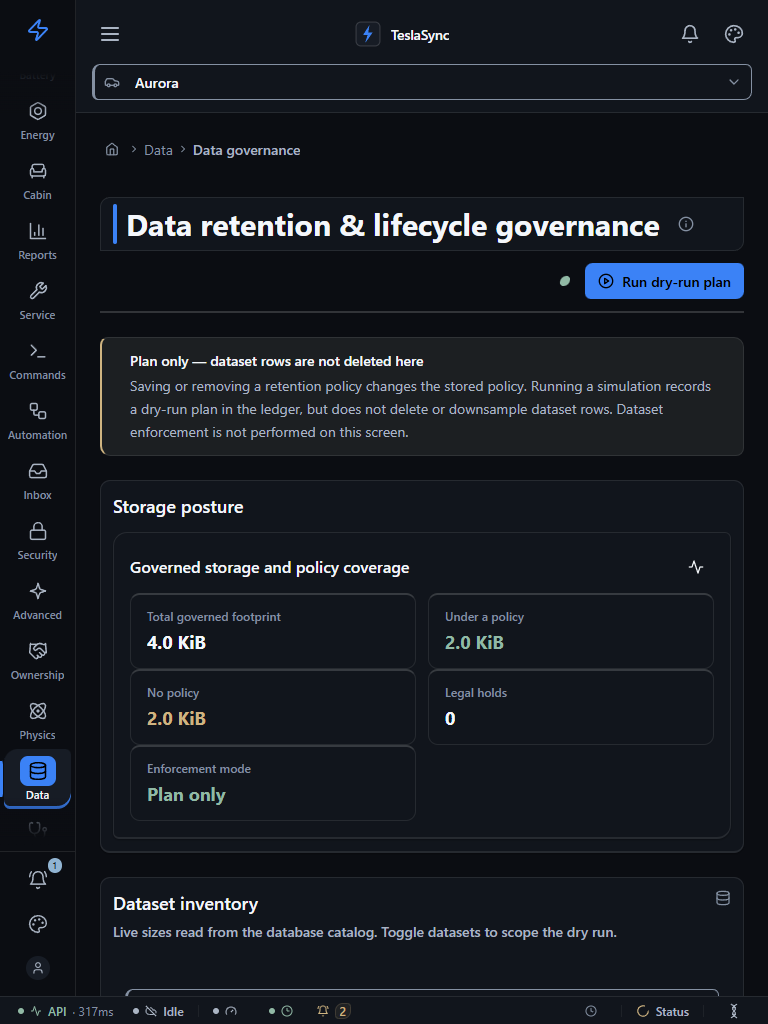 TeslaSync
Aurora
Battery
Energy
Cabin
Reports
Service
Commands
Automation
Inbox
Security
Advanced
Ownership
Physics
Data
1
Data
Data governance
Data retention & lifecycle governance
Run dry-run plan
Plan only — dataset rows are not deleted here
Saving or removing a retention policy changes the stored policy. Running a simulation records
a dry-run plan in the ledger, but does not delete or downsample dataset rows. Dataset
enforcement is not performed on this screen.
Storage posture
Governed storage and policy coverage
Total governed footprint
4.0 KiB
Under a policy
2.0 KiB
No policy
2.0 KiB
Legal holds
0
Enforcement mode
Plan only
Dataset inventory
Live sizes read from the database catalog. Toggle datasets to scope the dry run.
API · 317ms
Idle
2
Status